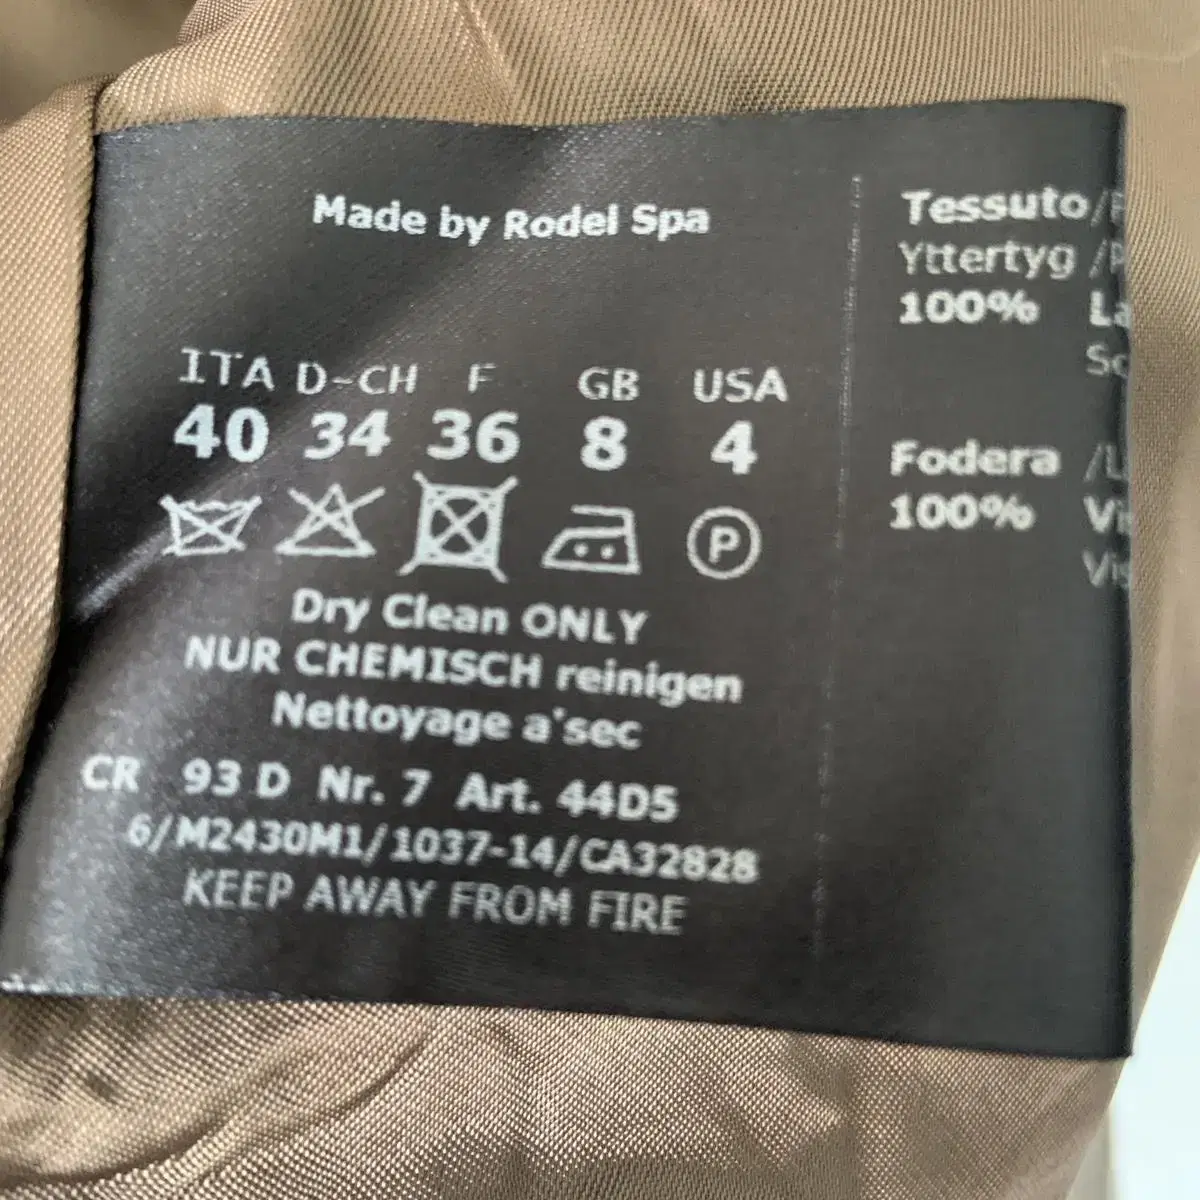 Made by Rodel Spa
ITA D-CH F GB USA
40 34 36 8 4
P
Dry Clean ONLY
NUR CHEMISCH reinigen
Nettoyage a'sec
CR 93 D Nr. 7 Art. 44D5
6/M2430M1/1037-14/CA32828
KEEP AWAY FROM FIRE
Tessuto/
Yttertyg /
100%
Fodera /
100%